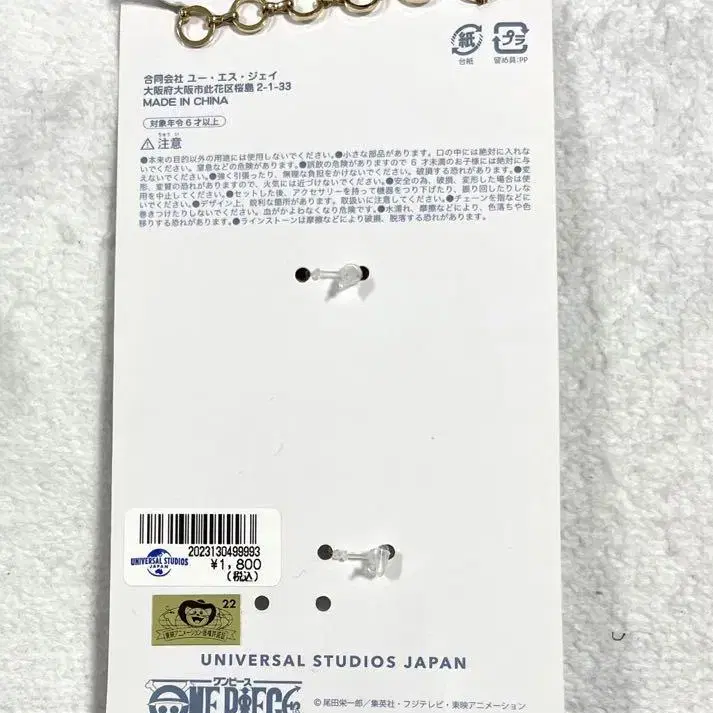 紙
台紙
プラ
留め具:PP
合同会社 ユー・エス・ジェイ
大阪府大阪市此花区桜島 2-1-33
MADE IN CHINA
対象年令6才以上
ちゅうい
⚠注意
●本来の目的以外の用途には使用しないでください。●小さな部品があります。口の中には絶対に入れな
いでください。窒息などの危険があります。●誤飲の危険がありますので 6 才未満のお子様には絶対に与
えないでください。●強く引張ったり、無理な負担をかけないでください。破損する恐れがあります。●変
形、変質の恐れがありますので、火気には近づけないでください。●安全の為、破損、変形した場合は使
用を中止してください。●セットした後、アクセサリーを持って機器をつり下げたり、振り回したりしな
いでください。●デザイン上、鋭利な箇所があります。取扱いに注意してください。●チェーンを指などに
巻きつけたりしないでください。血がかよわなくなり危険です。●水濡れ、摩擦などにより、色落ちや色
移りする恐れがあります。●ラインストーンは摩擦などにより破損、脱落する恐れがあります。
2023130499993
UNIVERSAL STUDIOS
JAPAN
¥1,800
(税込)
22
東映アニメーション版権許諾証
UNIVERSAL STUDIOS JAPAN
ワンピース
ONE PIECE
©尾田栄一郎/集英社・フジテレビ・東映アニメーション